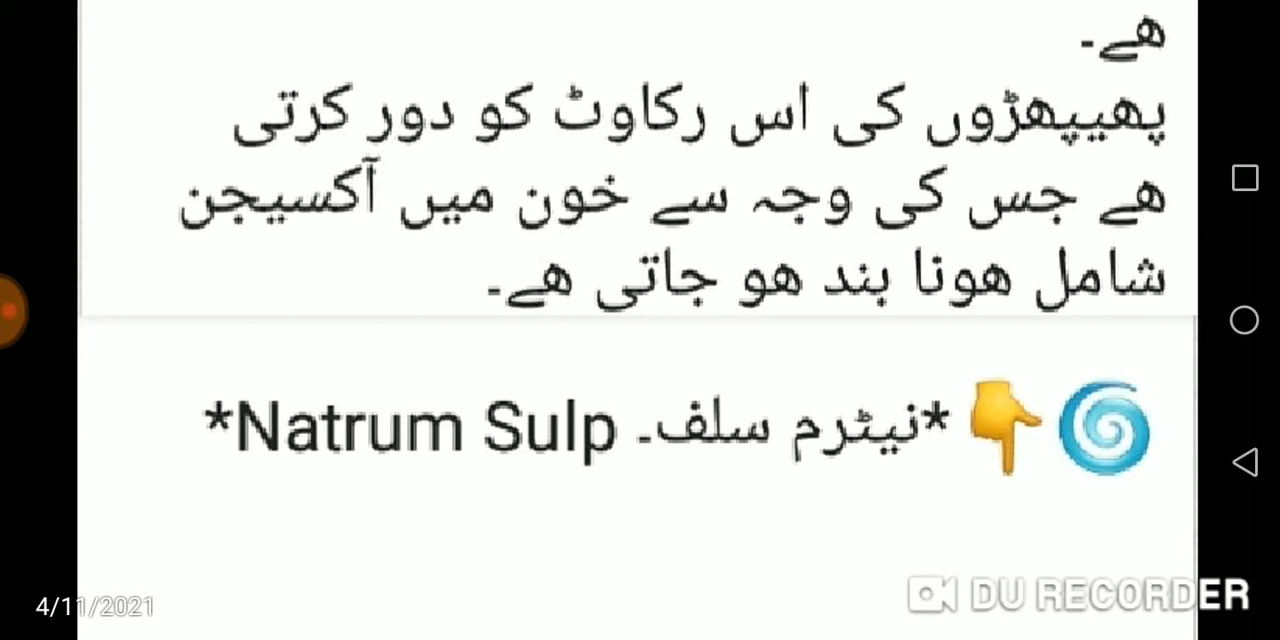 ھے۔
پھیپھڑوں کی اس رکاوٹ کو دور کرتی
ھے جس کی وجہ سے خون میں آکسیجن
شامل ھونا بند ھو جاتی ھے۔
*نیٹرم سلف۔ Natrum Sulp*
4/11/2021
DU RECORDER